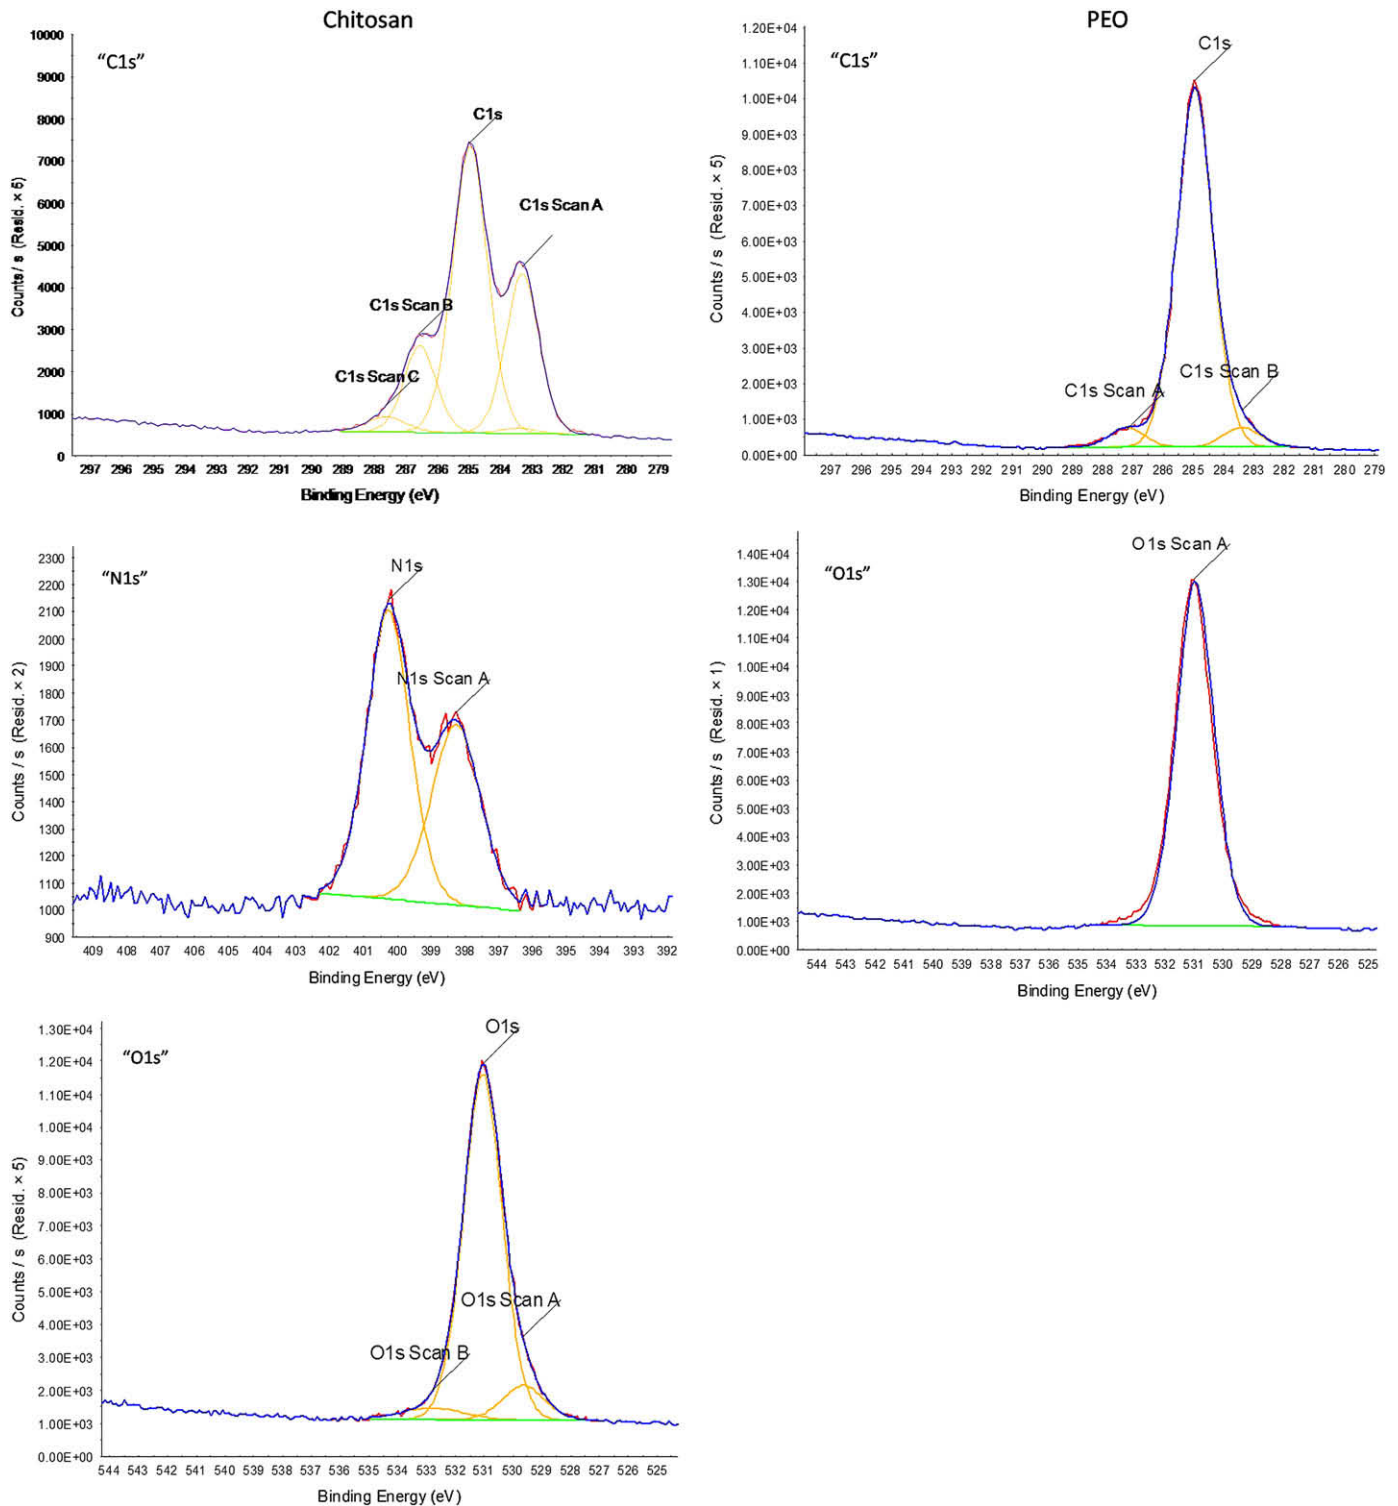 Chitosan
“C1s”
10000
9000
8000
7000
6000
5000
4000
3000
2000
1000
0
Counts / s (Resid. × 5)
C1s
C1s Scan A
C1s Scan B
C1s Scan C
297 296 295 294 293 292 291 290 289 288 287 286 285 284 283 282 281 280 279
Binding Energy (eV)
PEO
“C1s”
1.20E+04
1.10E+04
1.00E+04
9.00E+03
8.00E+03
7.00E+03
6.00E+03
5.00E+03
4.00E+03
3.00E+03
2.00E+03
1.00E+03
0.00E+00
Counts / s (Resid. × 5)
C1s
C1s Scan A
C1s Scan B
297 296 295 294 293 292 291 290 289 288 287 286 285 284 283 282 281 280 279
Binding Energy (eV)
“N1s”
2300
2200
2100
2000
1900
1800
1700
1600
1500
1400
1300
1200
1100
1000
900
Counts / s (Resid. × 2)
N1s
N1s Scan A
409 408 407 406 405 404 403 402 401 400 399 398 397 396 395 394 393 392
Binding Energy (eV)
“O1s”
1.40E+04
1.30E+04
1.20E+04
1.10E+04
1.00E+04
9.00E+03
8.00E+03
7.00E+03
6.00E+03
5.00E+03
4.00E+03
3.00E+03
2.00E+03
1.00E+03
0.00E+00
Counts / s (Resid. × 1)
O1s Scan A
544 543 542 541 540 539 538 537 536 535 534 533 532 531 530 529 528 527 526 525
Binding Energy (eV)
“O1s”
1.30E+04
1.20E+04
1.10E+04
1.00E+04
9.00E+03
8.00E+03
7.00E+03
6.00E+03
5.00E+03
4.00E+03
3.00E+03
2.00E+03
1.00E+03
0.00E+00
Counts / s (Resid. × 5)
O1s
O1s Scan A
O1s Scan B
544 543 542 541 540 539 538 537 536 535 534 533 532 531 530 529 528 527 526 525
Binding Energy (eV)